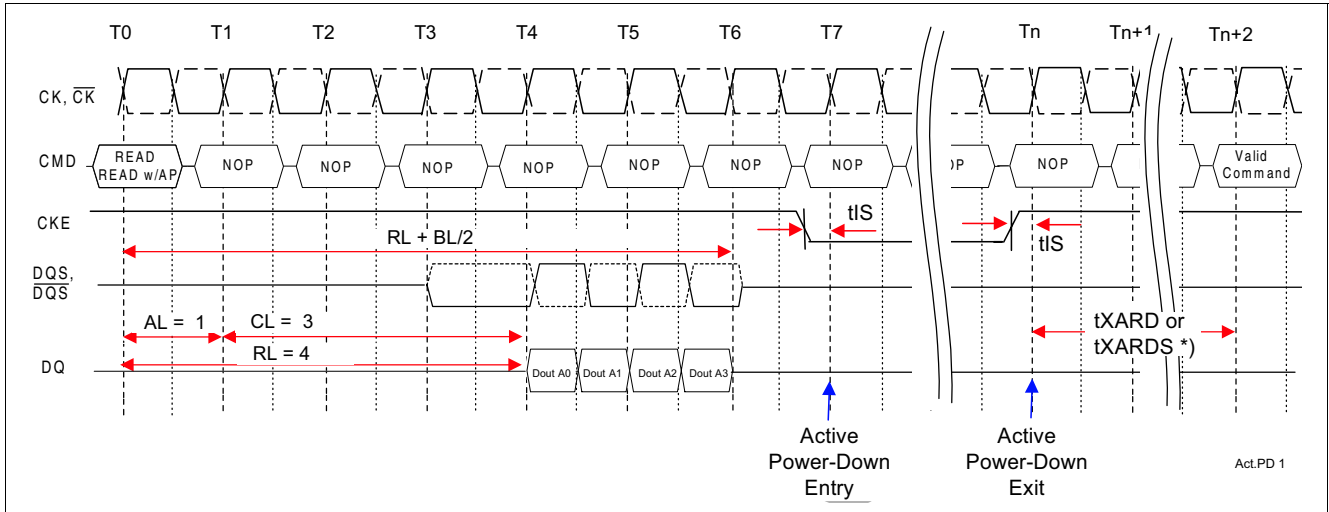 T0 T1 T2 T3 T4 T5 T6 T7 Tn Tn+1 Tn+2
CK, CK
CMD
READ
READ w/AP
NOP NOP NOP NOP NOP NOP NOP OP NOP
Valid
Command
CKE
tIS
tIS
RL + BL/2
DQS,
DQS
AL = 1
CL = 3
RL = 4
tXARD or
tXARDS *)
DQ
Dout A0 Dout A1 Dout A2 Dout A3
Active
Power-Down
Entry
Active
Power-Down
Exit
Act.PD 1